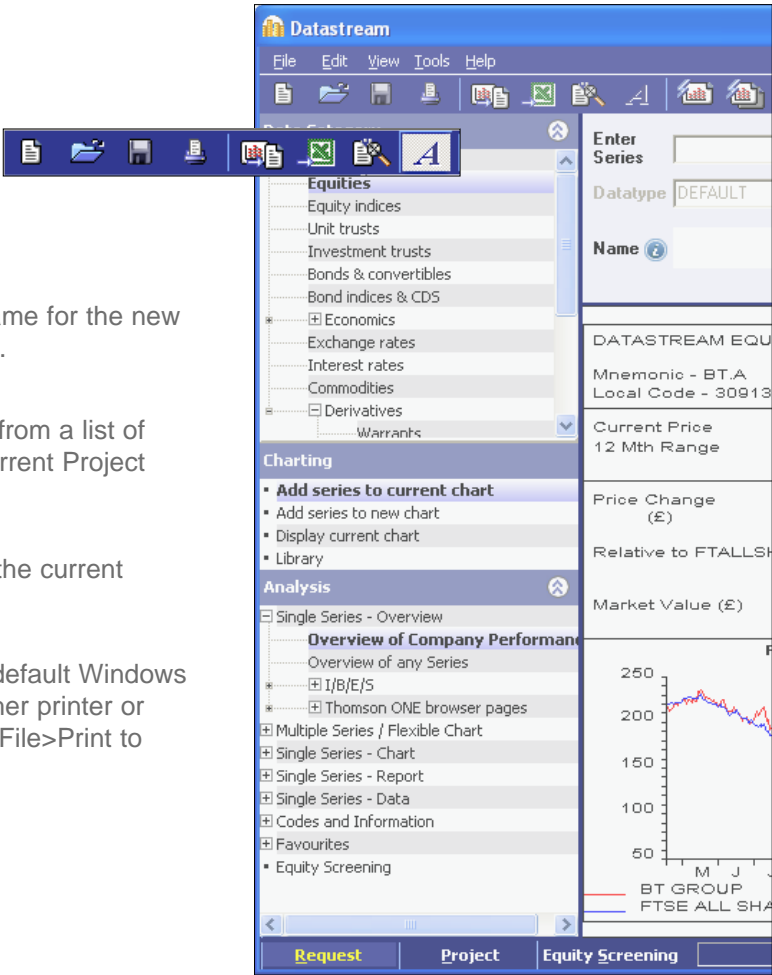 Datastream
File Edit View Tools Help
Enter
Series
Datatype DEFAULT
Name
Equities
Equity indices
Unit trusts
Investment trusts
Bonds & convertibles
Bond indices & CDS
Economics
Exchange rates
Interest rates
Commodities
Derivatives
Warrants
Charting
Add series to current chart
Add series to new chart
Display current chart
Library
Analysis
Single Series - Overview
Overview of Company Performan
Overview of any Series
I/B/E/S
Thomson ONE browser pages
Multiple Series / Flexible Chart
Single Series - Chart
Single Series - Report
Single Series - Data
Codes and Information
Favourites
Equity Screening
DATASTREAM EQU
Mnemonic - BT.A
Local Code - 30913
Current Price
12 Mth Range
Price Change
(£)
Relative to FTALLSH
Market Value (£)
250
200
150
100
50
M J
BT GROUP
FTSE ALL SHA
Request Project Equity Screening
ame for the new
.
from a list of
rrent Project
the current
default Windows
her printer or
File>Print to